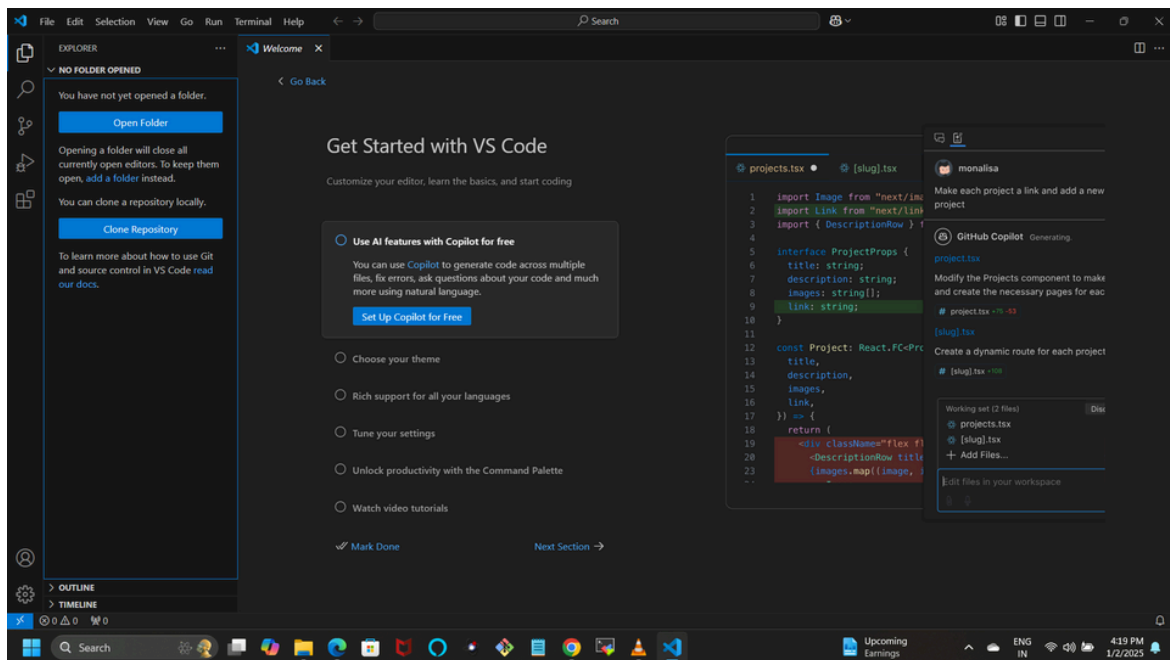 File Edit Selection View Go Run Terminal Help
Search
EXPLORER
Welcome
NO FOLDER OPENED
You have not yet opened a folder.
Open Folder
Opening a folder will close all
currently open editors. To keep them
open, add a folder instead.
You can clone a repository locally.
Clone Repository
To learn more about how to use Git
and source control in VS Code read
our docs.
OUTLINE
TIMELINE
Go Back
Get Started with VS Code
Customize your editor, learn the basics, and start coding
Use AI features with Copilot for free
You can use Copilot to generate code across multiple
files, fix errors, ask questions about your code and much
more using natural language.
Set Up Copilot for Free
Choose your theme
Rich support for all your languages
Tune your settings
Unlock productivity with the Command Palette
Watch video tutorials
Mark Done
Next Section
projects.tsx [slug].tsx
1 import Image from "next/ima
2 import Link from "next/link
3 import { DescriptionRow } f
4
5 interface ProjectProps {
6 title: string;
7 description: string;
8 images: string[];
9 link: string;
10 }
11
12 const Project: React.FC<Pro
13 title,
14 description,
15 images,
16 link,
17 }) => {
18 return (
19 <div className="flex fl
20 <DescriptionRow title
23 {images.map((image, i
monalisa
Make each project a link and add a new
project
GitHub Copilot Generating.
project.tsx
Modify the Projects component to make
and create the necessary pages for eac
# project.tsx +75 -53
[slug].tsx
Create a dynamic route for each project
# [slug].tsx +108
Working set (2 files) Disc
projects.tsx
[slug].tsx
+ Add Files...
Edit files in your workspace
0 0 0
Search
Upcoming
Earnings
ENG
IN
4:19 PM
1/2/2025